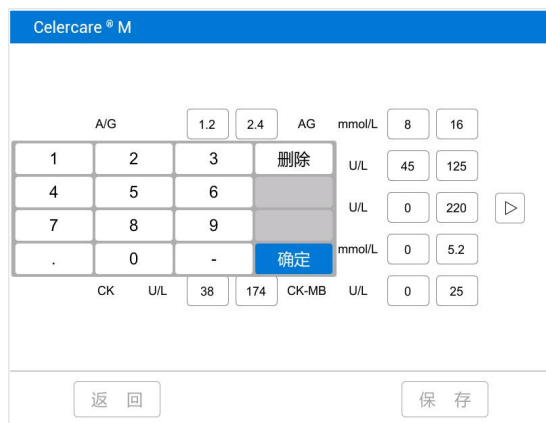 Celercare ® M
A/G 1.2 2.4 AG mmol/L 8 16
1 2 3 删除 U/L 45 125
4 5 6 U/L 0 220
7 8 9
. 0 - 确定 mmol/L 0 5.2
CK U/L 38 174 CK-MB U/L 0 25
返 回 保 存